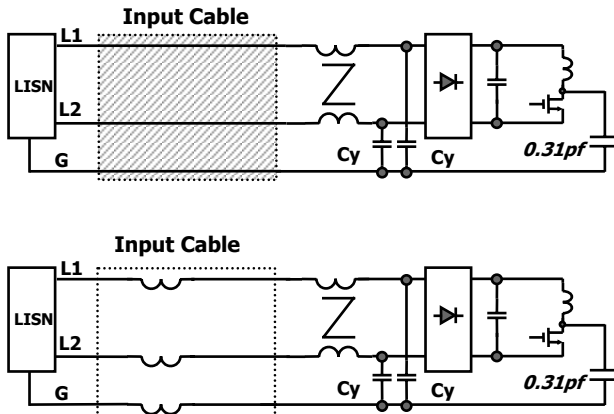 Input Cable
L1
LISN
L2
G
Cy
Cy
0.31pf
Input Cable
L1
LISN
L2
G
Cy
Cy
0.31pf